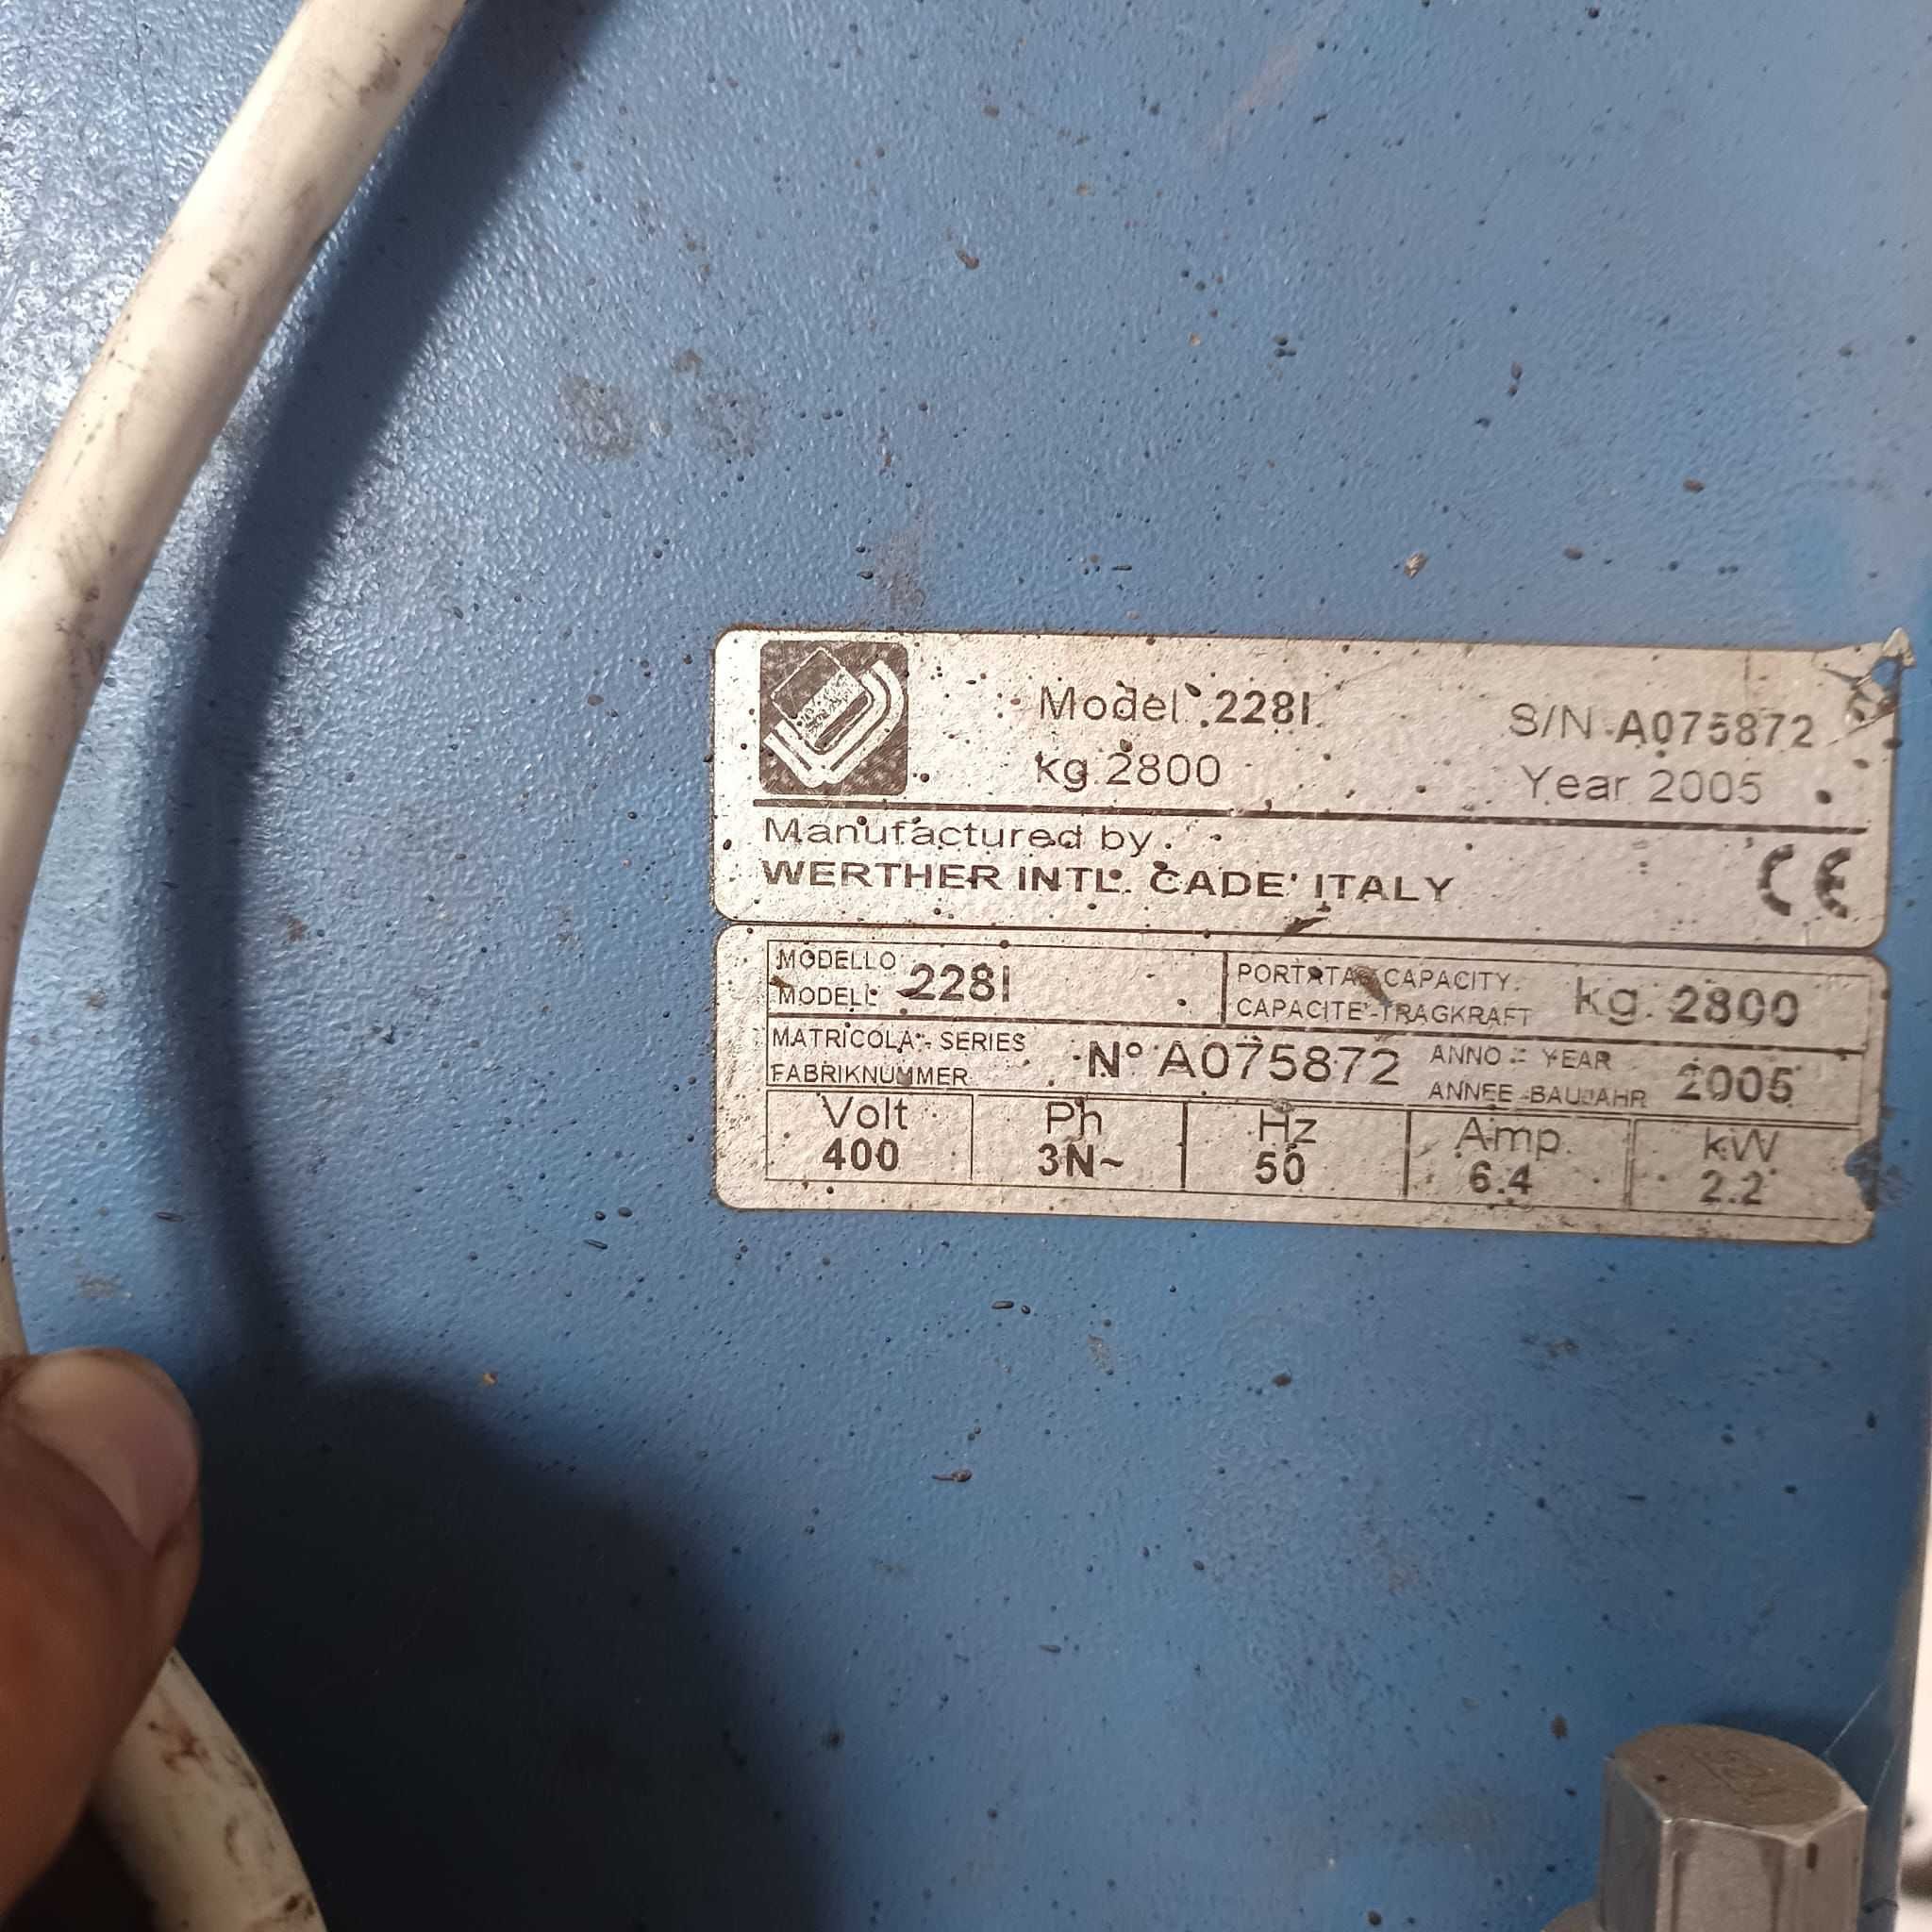 Model 228I
S/N A075872
kg 2800
Year 2005
Manufactured by
WERTHER INTL. CADE' ITALY
CE
MODELLO
MODELL
228I
PORTATA - CAPACITY
CAPACITE'-TRAGKRAFT
kg. 2800
MATRICOLA - SERIES
FABRIKNUMMER
N° A075872
ANNO - YEAR
ANNEE -BAUJAHR
2005
Volt
400
Ph
3N~
Hz
50
Amp.
6.4
kW
2.2